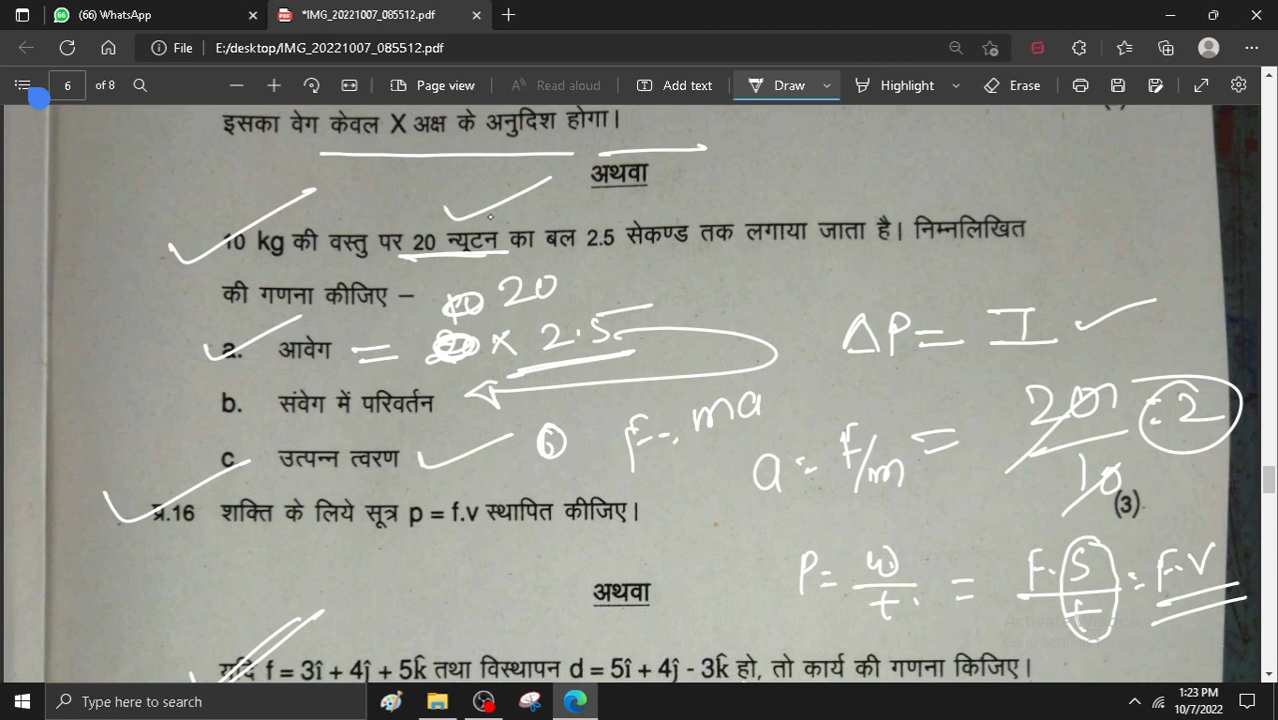 (66) WhatsApp
*IMG_20221007_085512.pdf
File E:/desktop/IMG_20221007_085512.pdf
6 of 8 Page view Read aloud Add text Draw Highlight Erase
इसका वेग केवल X अक्ष के अनुदिश होगा।
अथवा
10 kg की वस्तु पर 20 न्यूटन का बल 2.5 सेकण्ड तक लगाया जाता है। निम्नलिखित
की गणना कीजिए –
20
a. आवेग = × 2.5
ΔP = I
b. संवेग में परिवर्तन
F = ma
c उत्पन्न त्वरण
a = F/m = 20 / 10 = 2
(3)
प्र.16 शक्ति के लिये सूत्र p = f.v स्थापित कीजिए।
P = W / t = F.S / t = F.V
अथवा
Activate Windows
यदि f = 3î + 4ĵ + 5k̂ तथा विस्थापन d = 5î + 4ĵ - 3k̂ हो, तो कार्य की गणना किजिए।
Type here to search
1:23 PM
10/7/2022